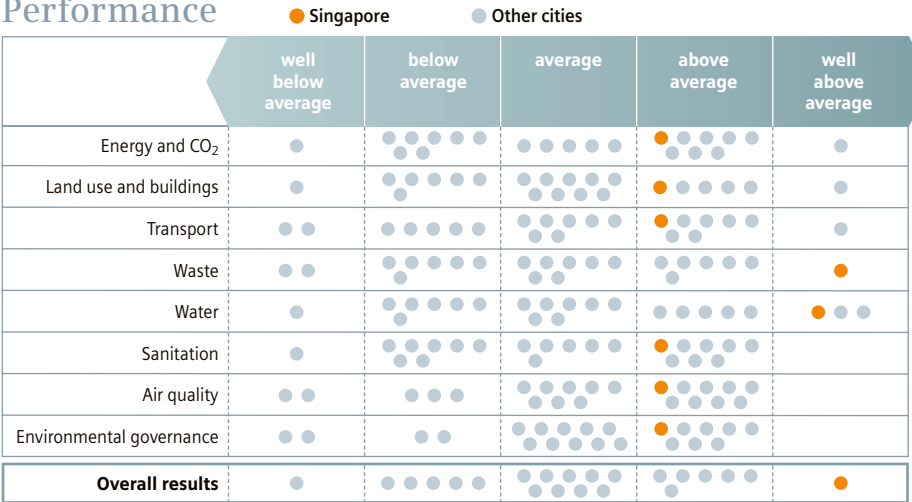 Performance
Singapore
Other cities
well
below
average
below
average
average
above
average
well
above
average
Energy and CO₂
Land use and buildings
Transport
Waste
Water
Sanitation
Air quality
Environmental governance
Overall results